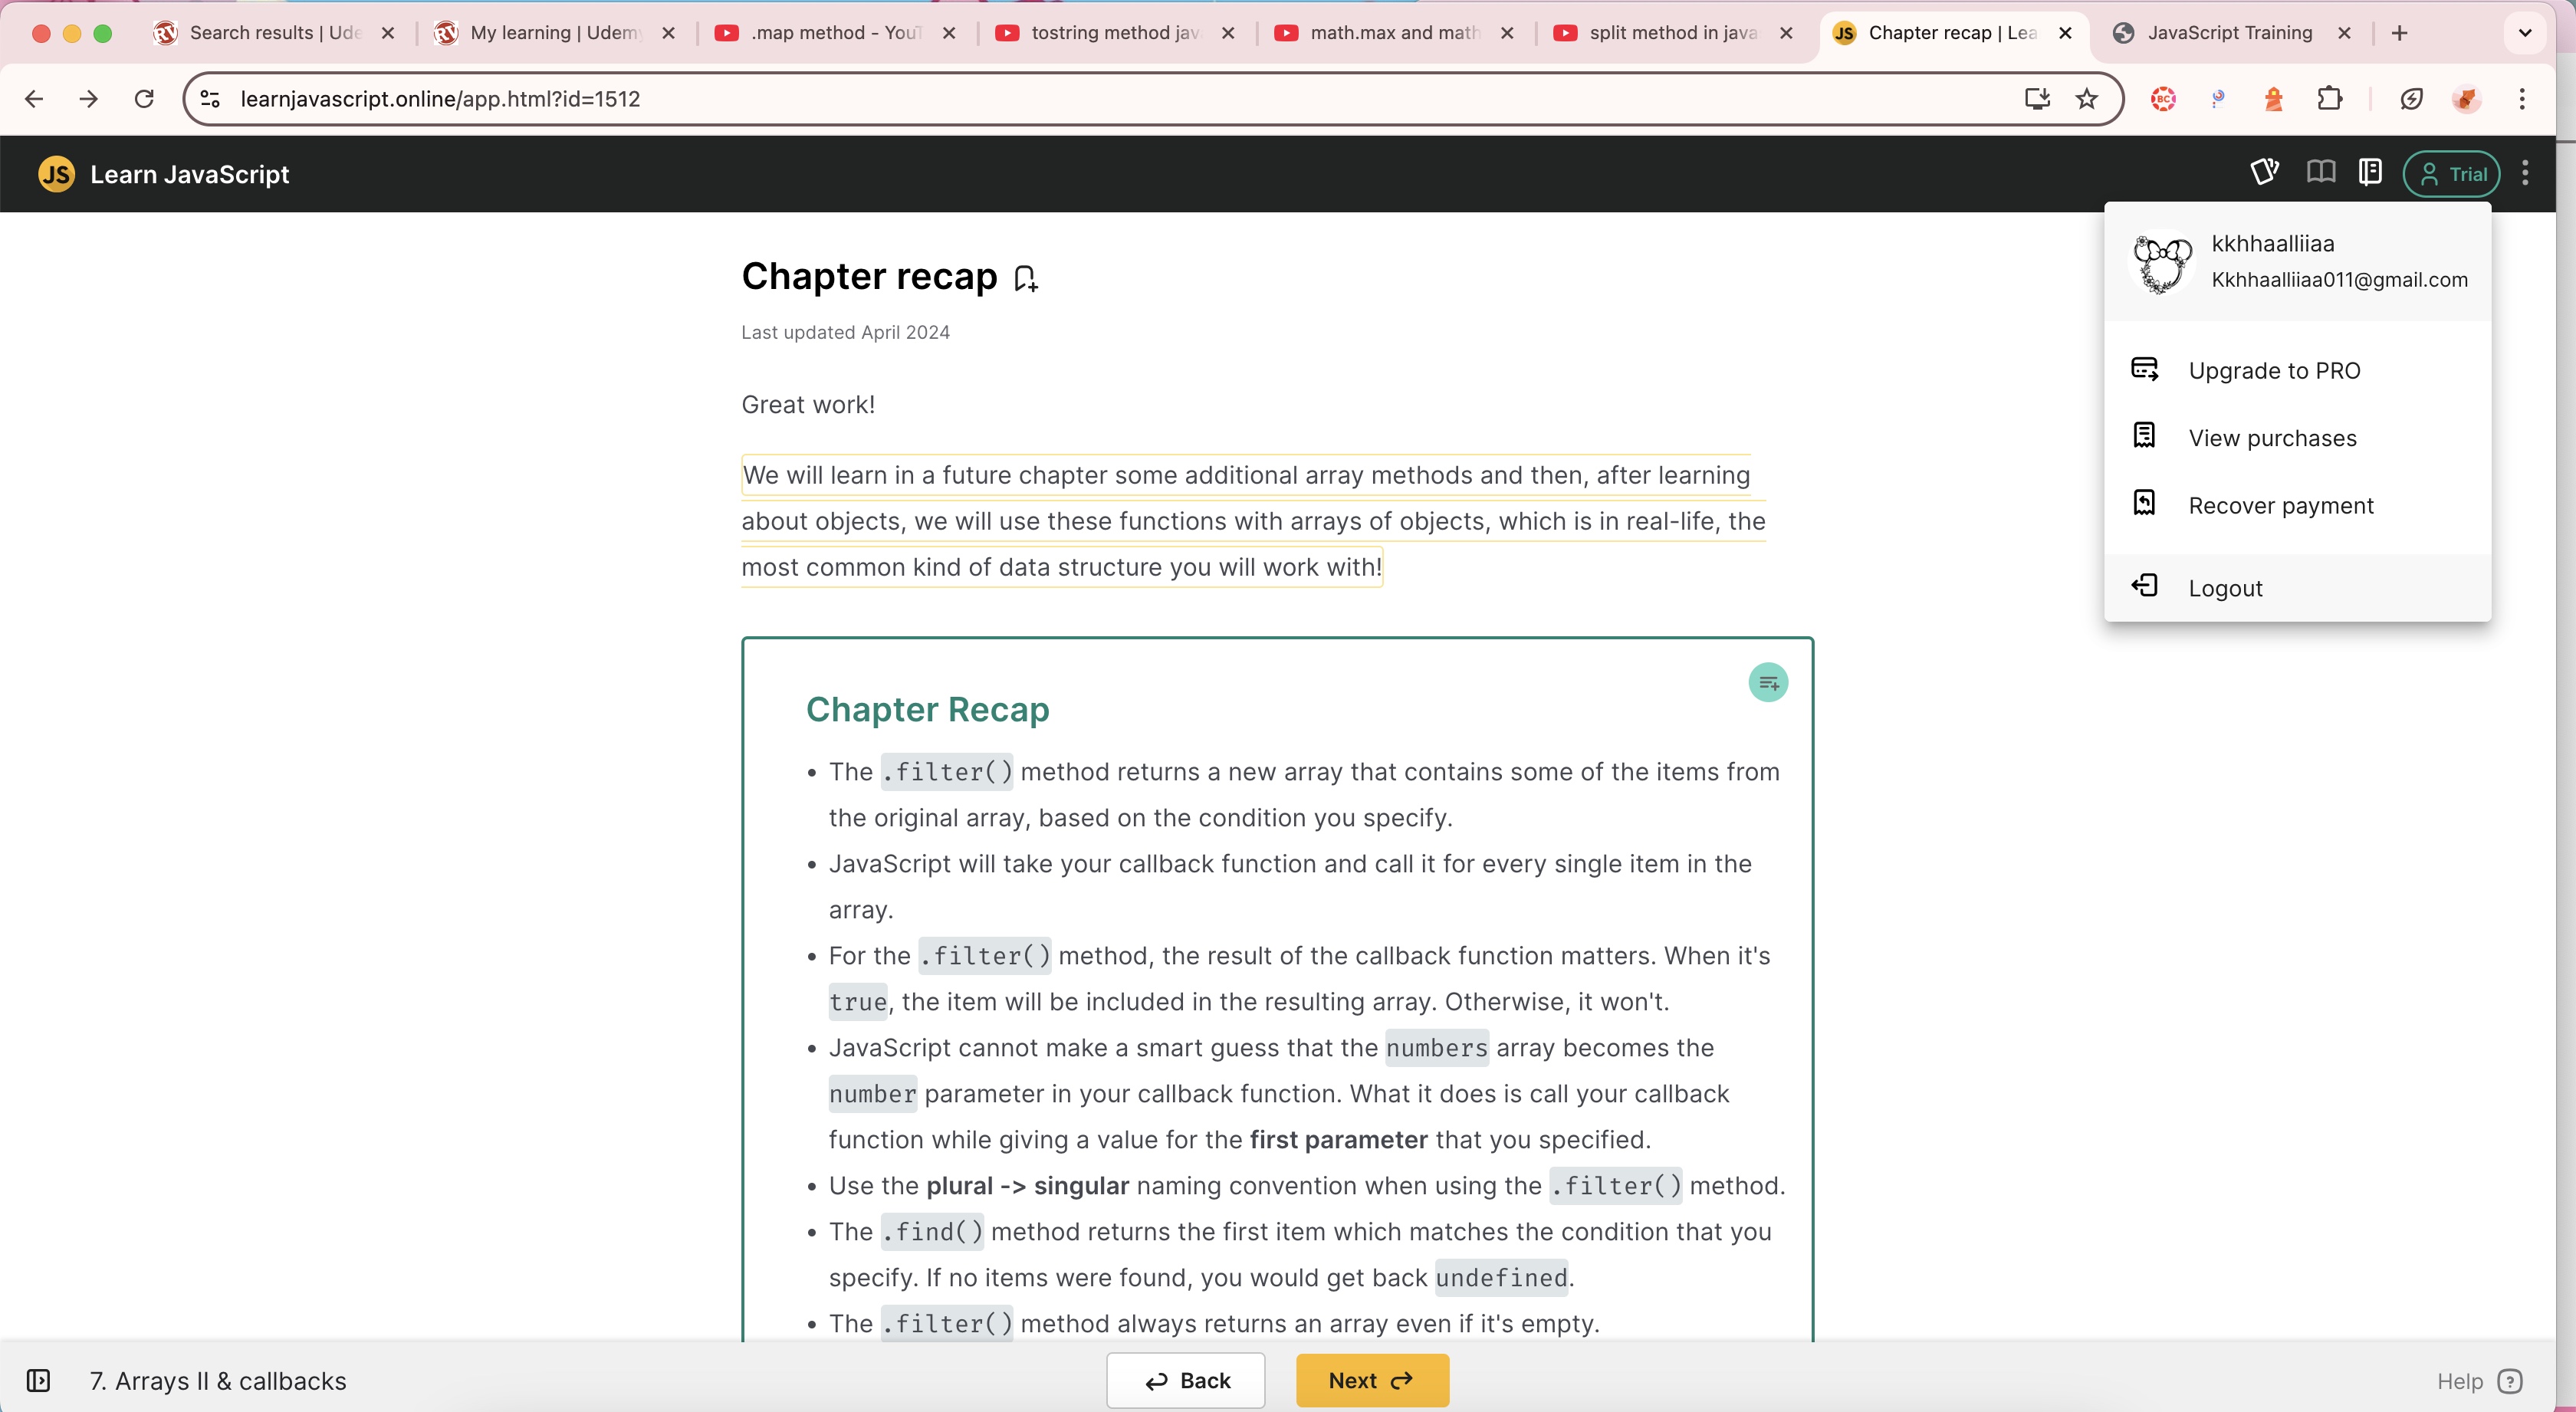 Search results | Ude
My learning | Udemy
.map method - YouT
tostring method jav
math.max and math
split method in java
JS Chapter recap | Lea
JavaScript Training
learnjavascript.online/app.html?id=1512
BC
JS Learn JavaScript
Trial
kkhhaalliiaa
Kkhhaalliiaa011@gmail.com
Upgrade to PRO
View purchases
Recover payment
Logout
Chapter recap
Last updated April 2024
Great work!
We will learn in a future chapter some additional array methods and then, after learning
about objects, we will use these functions with arrays of objects, which is in real-life, the
most common kind of data structure you will work with!
Chapter Recap
• The .filter() method returns a new array that contains some of the items from
the original array, based on the condition you specify.
• JavaScript will take your callback function and call it for every single item in the
array.
• For the .filter() method, the result of the callback function matters. When it's
true, the item will be included in the resulting array. Otherwise, it won't.
• JavaScript cannot make a smart guess that the numbers array becomes the
number parameter in your callback function. What it does is call your callback
function while giving a value for the first parameter that you specified.
• Use the plural -> singular naming convention when using the .filter() method.
• The .find() method returns the first item which matches the condition that you
specify. If no items were found, you would get back undefined.
• The .filter() method always returns an array even if it's empty.
7. Arrays II & callbacks
Back
Next
Help ?